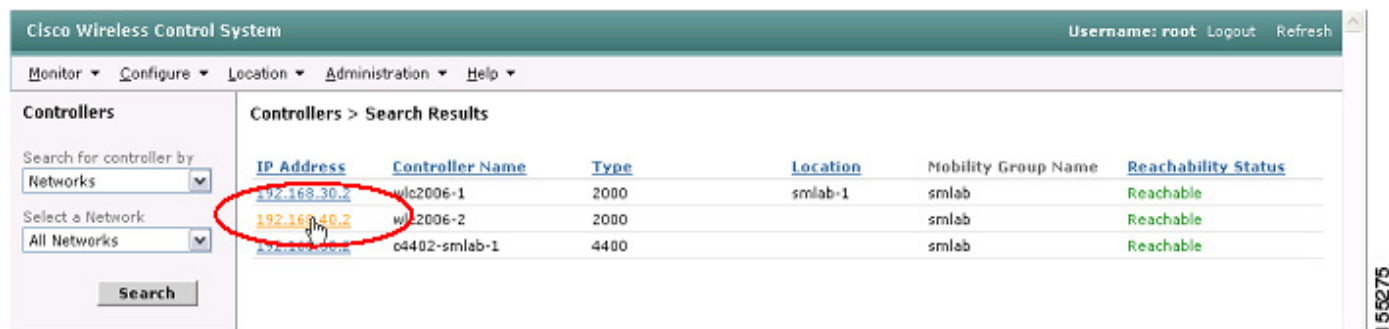 Cisco Wireless Control System
Username: root Logout Refresh
Monitor Configure Location Administration Help
Controllers
Search for controller by
Networks
Select a Network
All Networks
Search
Controllers > Search Results
IP Address Controller Name Type Location Mobility Group Name Reachability Status
192.168.30.2 wlc2006-1 2000 smlab-1 smlab Reachable
192.168.40.2 wlc2006-2 2000 smlab Reachable
c4402-smlab-1 4400 smlab Reachable
155275